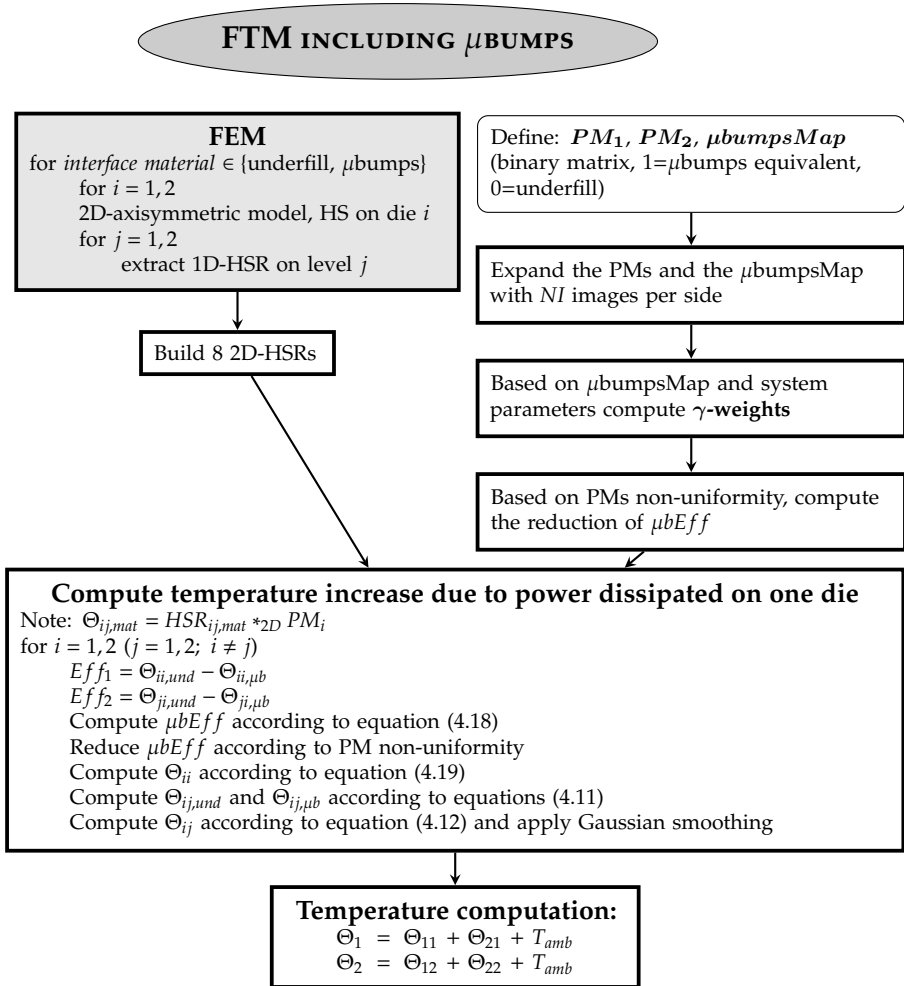 FTM INCLUDING μBUMPS
FEM
for interface material ∈ {underfill, μbumps}
for i = 1,2
2D-axisymmetric model, HS on die i
for j = 1,2
extract 1D-HSR on level j
Build 8 2D-HSRs
Define: PM₁, PM₂, μbumpsMap
(binary matrix, 1=μbumps equivalent,
0=underfill)
Expand the PMs and the μbumpsMap
with NI images per side
Based on μbumpsMap and system
parameters compute γ-weights
Based on PMs non-uniformity, compute
the reduction of μbEff
Compute temperature increase due to power dissipated on one die
Note: Θij,mat = HSRij,mat *2D PMi
for i = 1,2 (j = 1,2; i ≠ j)
Eff₁ = Θii,und − Θii,μb
Eff₂ = Θji,und − Θji,μb
Compute μbEff according to equation (4.18)
Reduce μbEff according to PM non-uniformity
Compute Θii according to equation (4.19)
Compute Θij,und and Θij,μb according to equations (4.11)
Compute Θij according to equation (4.12) and apply Gaussian smoothing
Temperature computation:
Θ₁ = Θ₁₁ + Θ₂₁ + Tamb
Θ₂ = Θ₁₂ + Θ₂₂ + Tamb